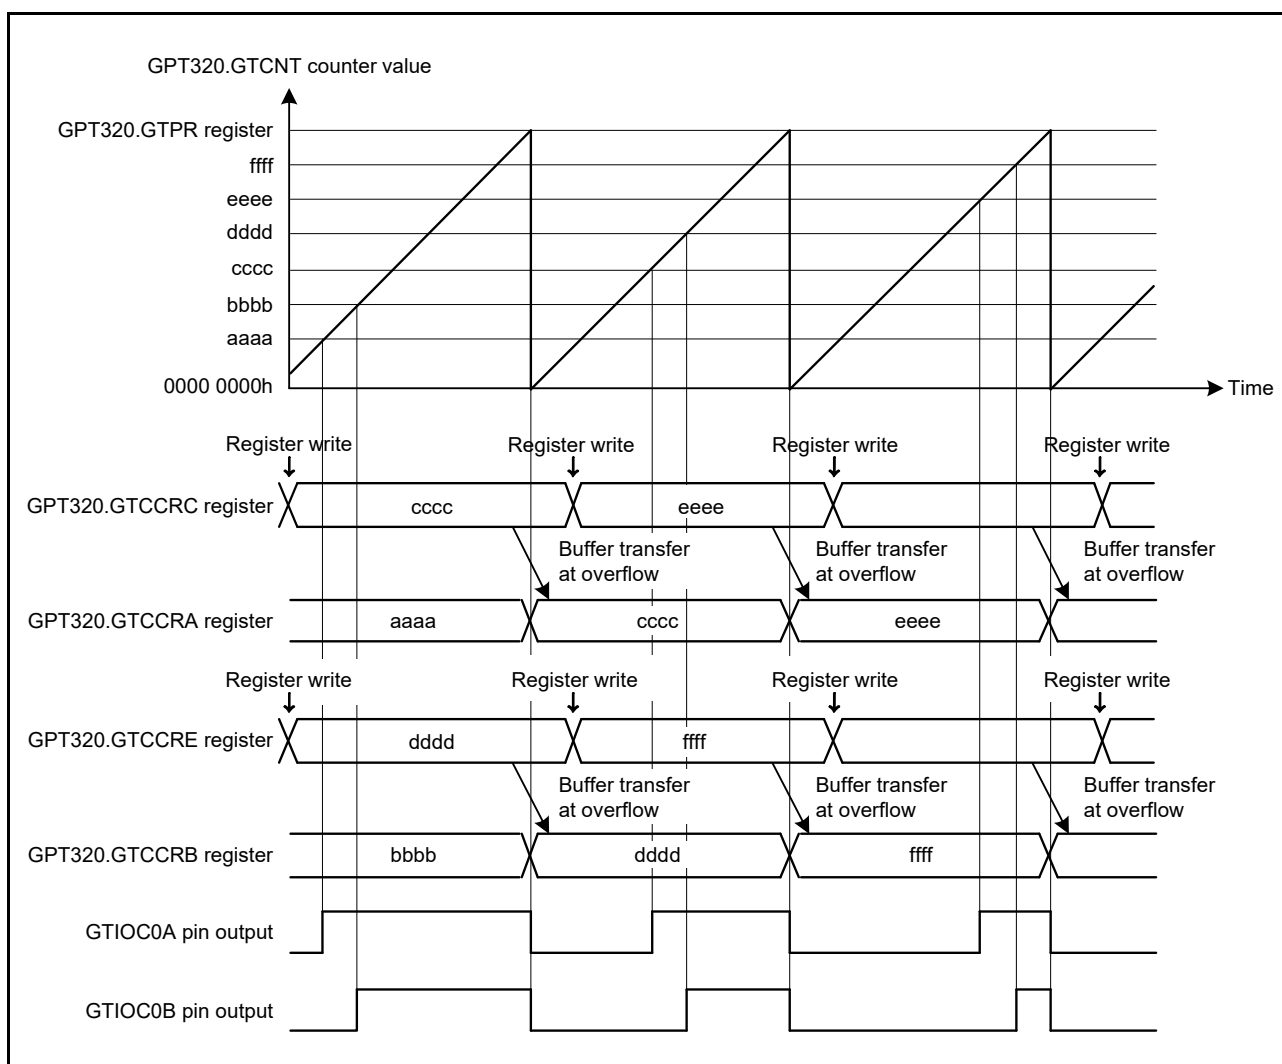 GPT320.GTCNT counter value
GPT320.GTPR register
ffff
eeee
dddd
cccc
bbbb
aaaa
0000 0000h
Time
Register write Register write Register write Register write
GPT320.GTCCRC register cccc eeee
Buffer transfer Buffer transfer Buffer transfer
at overflow at overflow at overflow
GPT320.GTCCRA register aaaa cccc eeee
Register write Register write Register write Register write
GPT320.GTCCRE register dddd ffff
Buffer transfer Buffer transfer Buffer transfer
at overflow at overflow at overflow
GPT320.GTCCRB register bbbb dddd ffff
GTIOC0A pin output
GTIOC0B pin output